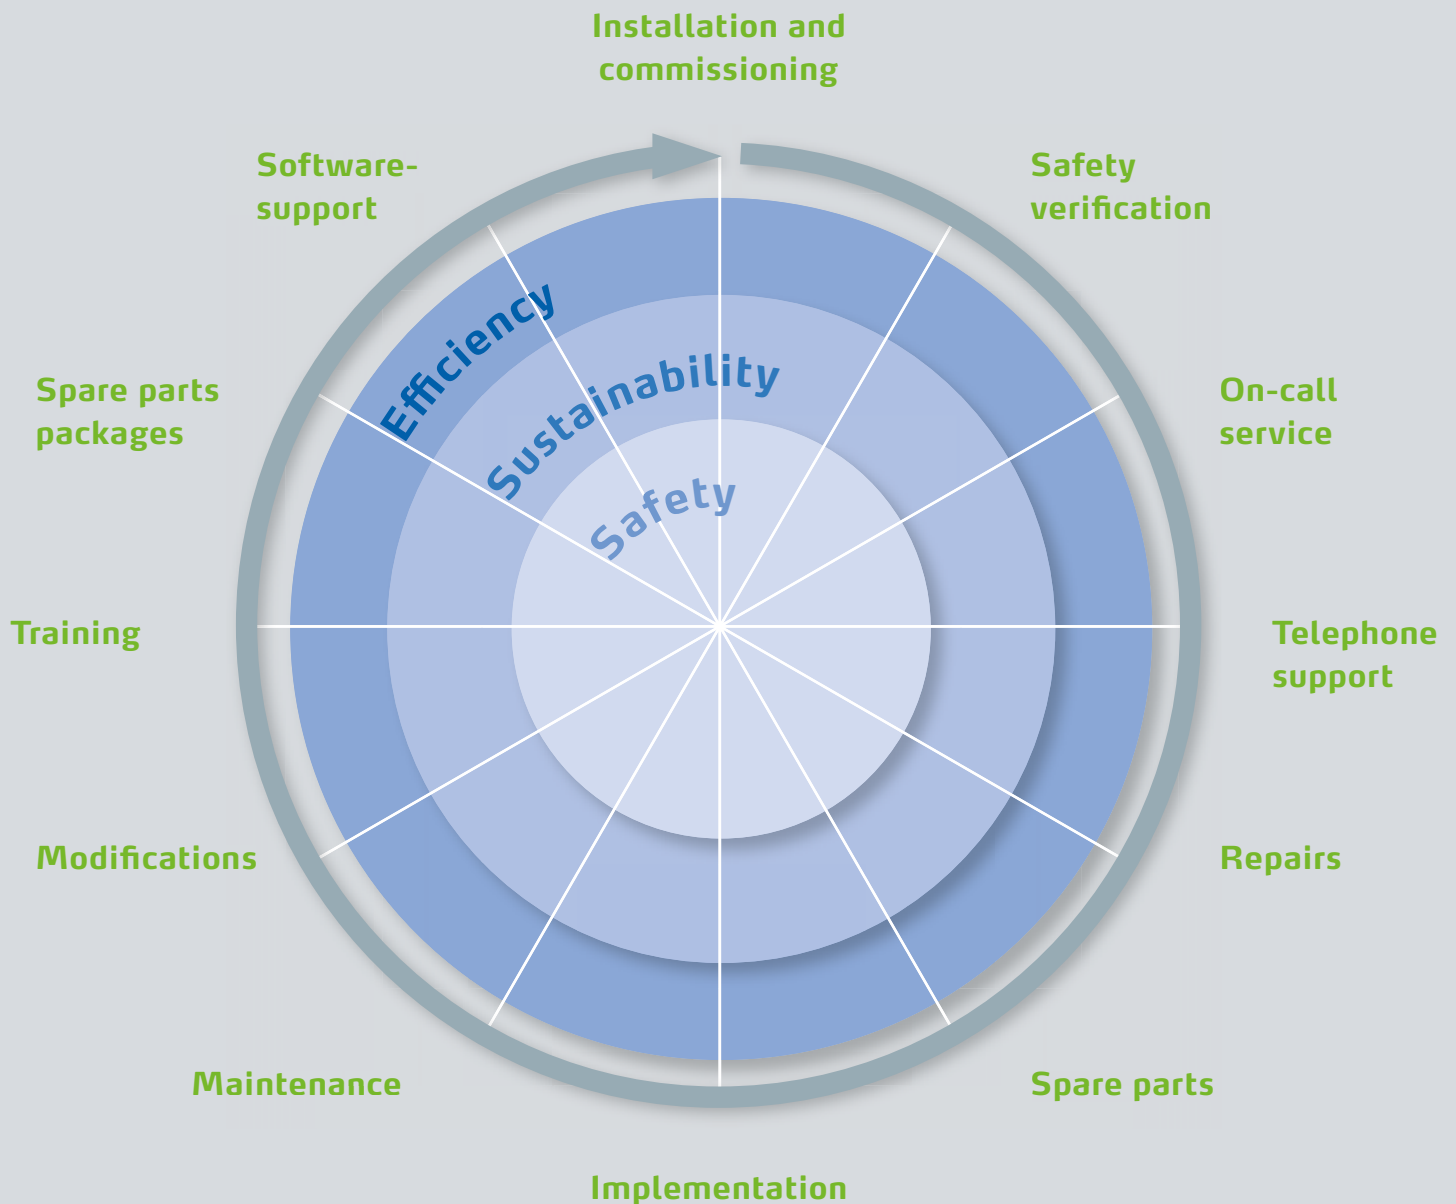 Installation and
commissioning
Software-
support
Safety
verification
Efficiency
Sustainability
Safety
Spare parts
packages
On-call
service
Training
Telephone
support
Modifications
Repairs
Maintenance
Spare parts
Implementation